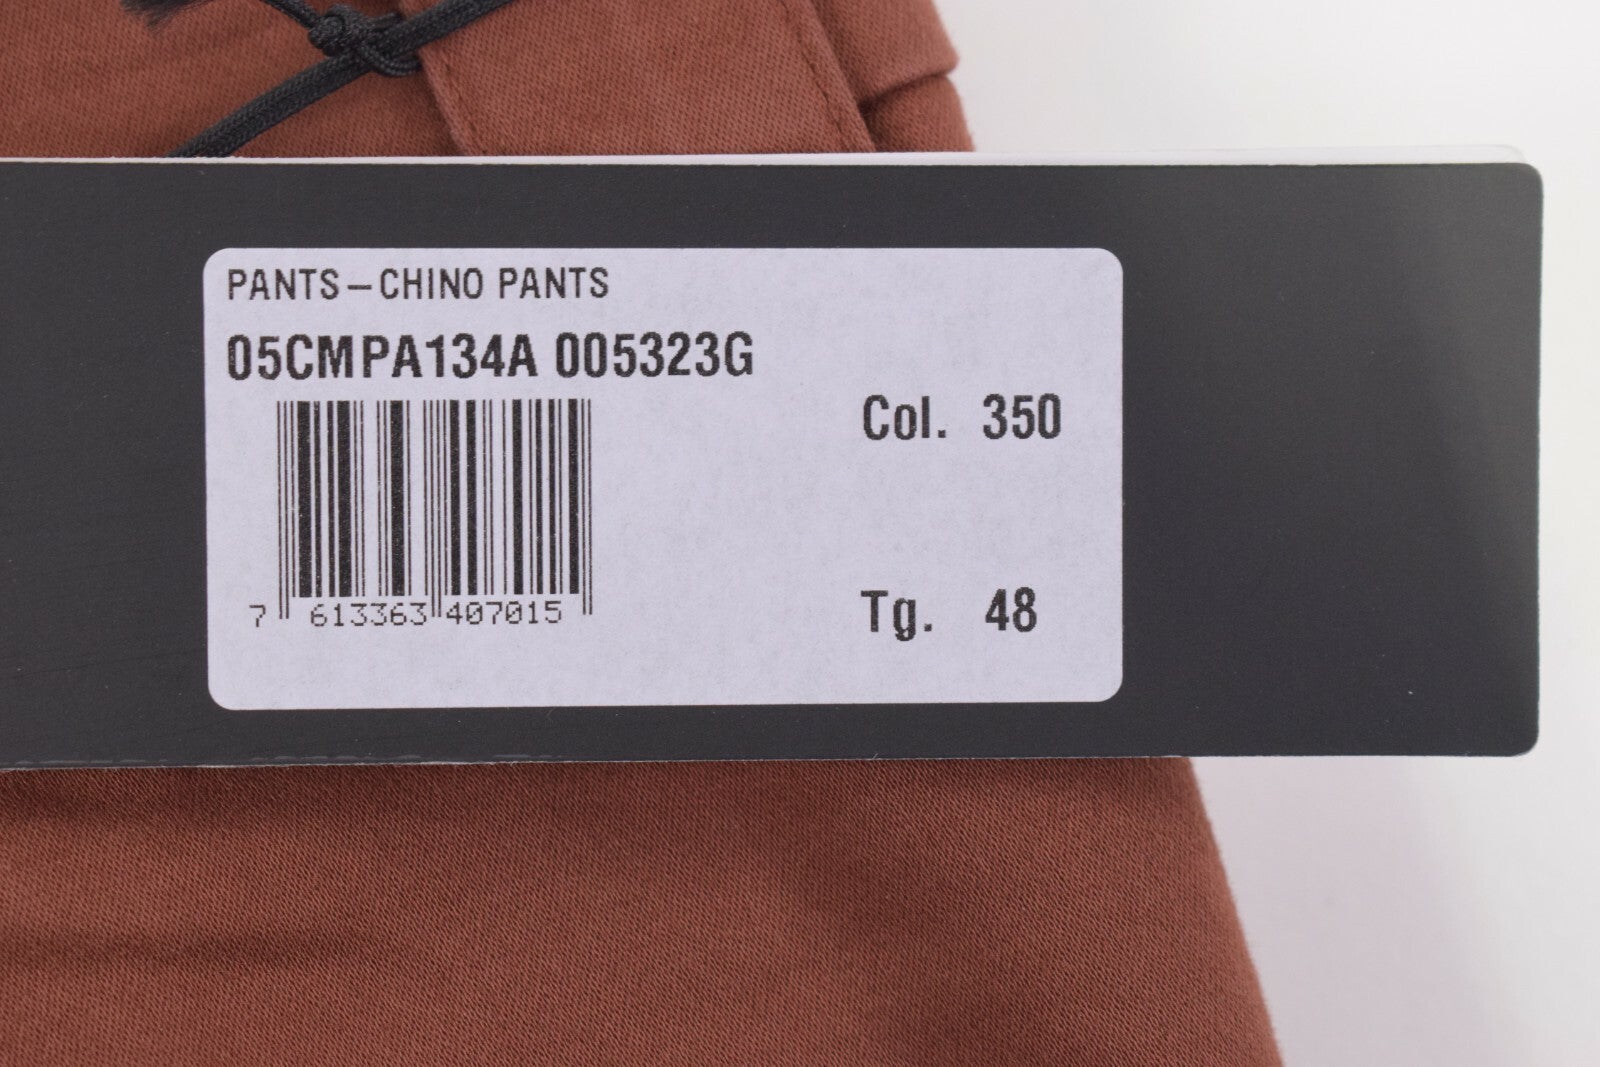 PANTS-CHINO PANTS
05CMPA134A 005323G
Col. 350
7 613363 407015
Tg. 48